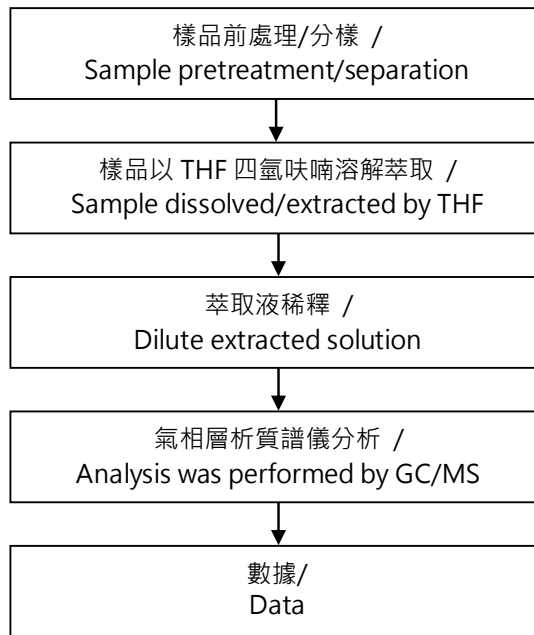 樣品前處理/分樣 /
Sample pretreatment/separation
樣品以 THF 四氫呋喃溶解萃取 /
Sample dissolved/extracted by THF
萃取液稀釋 /
Dilute extracted solution
氣相層析質譜儀分析 /
Analysis was performed by GC/MS
數據/
Data